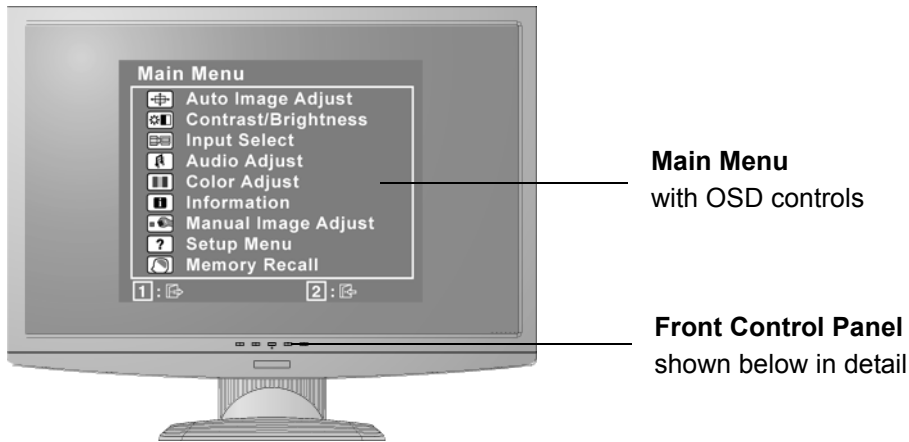 Main Menu
Auto Image Adjust
Contrast/Brightness
Input Select
Audio Adjust
Color Adjust
Information
Manual Image Adjust
? Setup Menu
Memory Recall
1 : 2 :
Main Menu
with OSD controls
Front Control Panel
shown below in detail